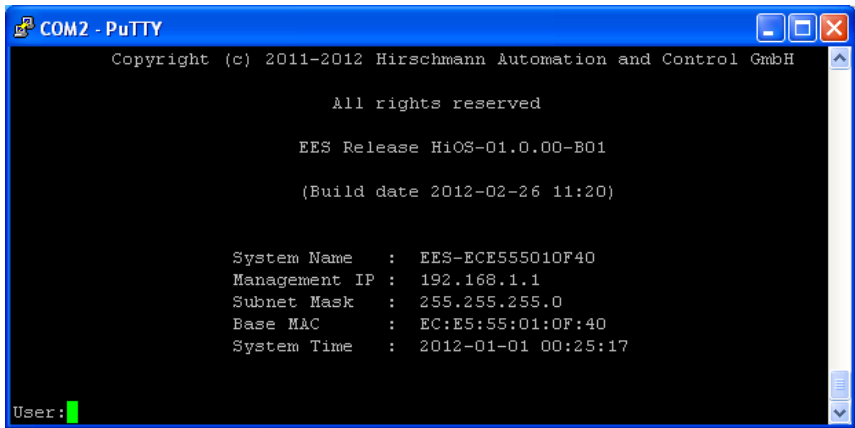 COM2 - PuTTY
Copyright (c) 2011-2012 Hirschmann Automation and Control GmbH
All rights reserved
EES Release HiOS-01.0.00-B01
(Build date 2012-02-26 11:20)
System Name : EES-ECE555010F40
Management IP : 192.168.1.1
Subnet Mask : 255.255.255.0
Base MAC : EC:E5:55:01:0F:40
System Time : 2012-01-01 00:25:17
User: